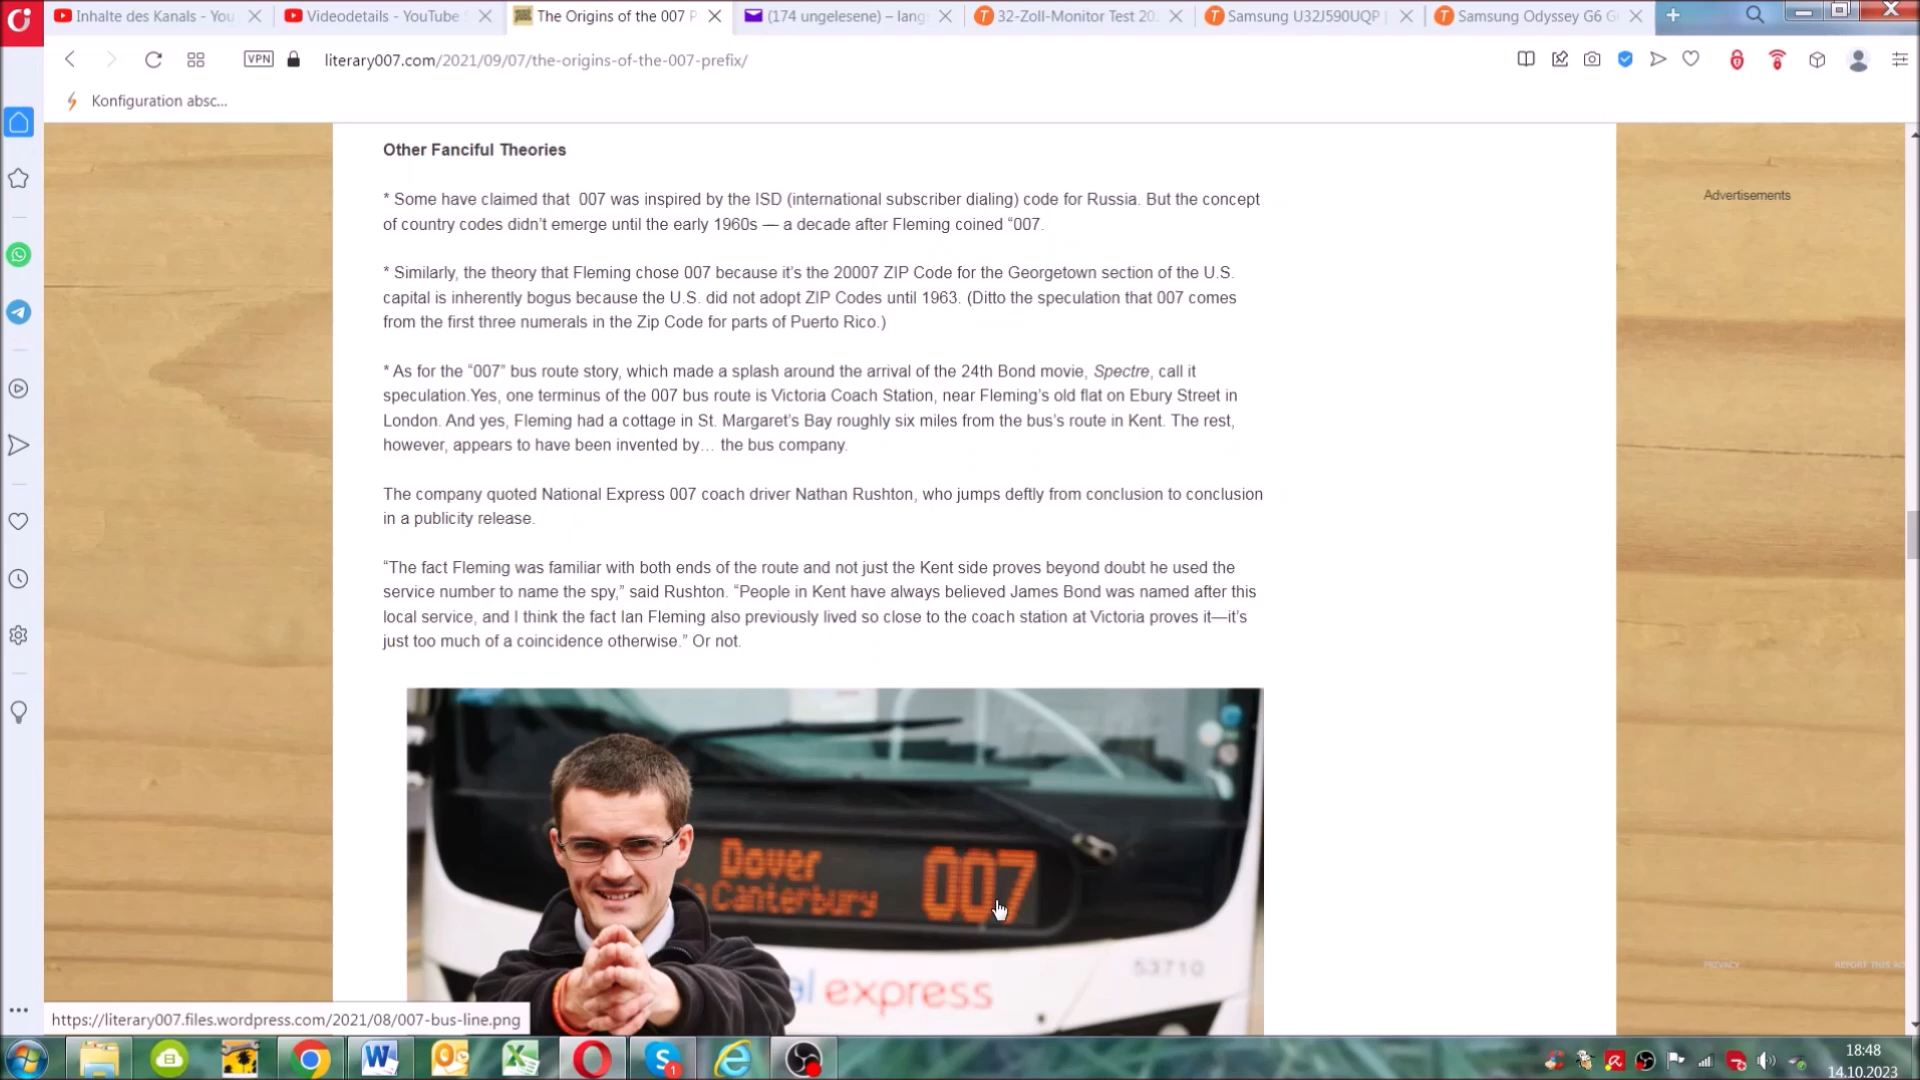 Inhalte des Kanals - You
Videodetails - YouTube
The Origins of the 007 P
(174 ungelesene) – lang
32-Zoll-Monitor Test 20
Samsung U32J590UQP |
Samsung Odyssey G6 G
VPN
literary007.com/2021/09/07/the-origins-of-the-007-prefix/
Konfiguration absc...
Other Fanciful Theories
Advertisements
* Some have claimed that 007 was inspired by the ISD (international subscriber dialing) code for Russia. But the concept
of country codes didn’t emerge until the early 1960s — a decade after Fleming coined “007.
* Similarly, the theory that Fleming chose 007 because it’s the 20007 ZIP Code for the Georgetown section of the U.S.
capital is inherently bogus because the U.S. did not adopt ZIP Codes until 1963. (Ditto the speculation that 007 comes
from the first three numerals in the Zip Code for parts of Puerto Rico.)
* As for the “007” bus route story, which made a splash around the arrival of the 24th Bond movie, Spectre, call it
speculation.Yes, one terminus of the 007 bus route is Victoria Coach Station, near Fleming’s old flat on Ebury Street in
London. And yes, Fleming had a cottage in St. Margaret’s Bay roughly six miles from the bus’s route in Kent. The rest,
however, appears to have been invented by… the bus company.
The company quoted National Express 007 coach driver Nathan Rushton, who jumps deftly from conclusion to conclusion
in a publicity release.
“The fact Fleming was familiar with both ends of the route and not just the Kent side proves beyond doubt he used the
service number to name the spy,” said Rushton. “People in Kent have always believed James Bond was named after this
local service, and I think the fact Ian Fleming also previously lived so close to the coach station at Victoria proves it—it’s
just too much of a coincidence otherwise.” Or not.
Dover 007
a Canterbury
53710
al express
PRIVACY
REPORT THIS AD
https://literary007.files.wordpress.com/2021/08/007-bus-line.png
1
18:48
14.10.2023